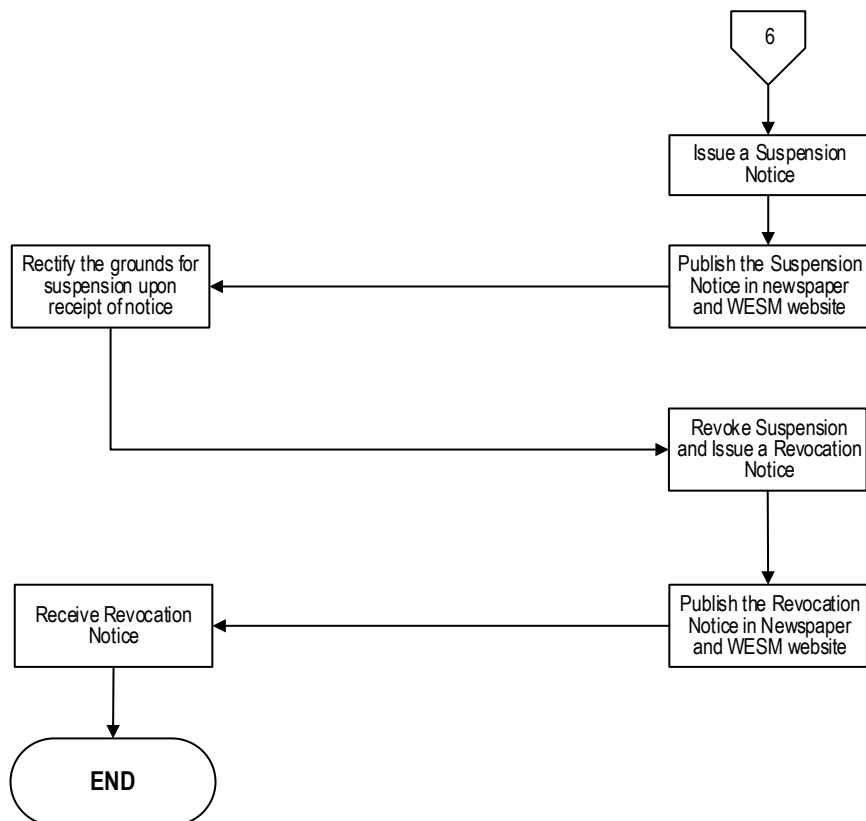 6
Issue a Suspension
Notice
Rectify the grounds for
suspension upon
receipt of notice
Publish the Suspension
Notice in newspaper
and WESM website
Revoke Suspension
and Issue a Revocation
Notice
Receive Revocation
Notice
Publish the Revocation
Notice in Newspaper
and WESM website
END